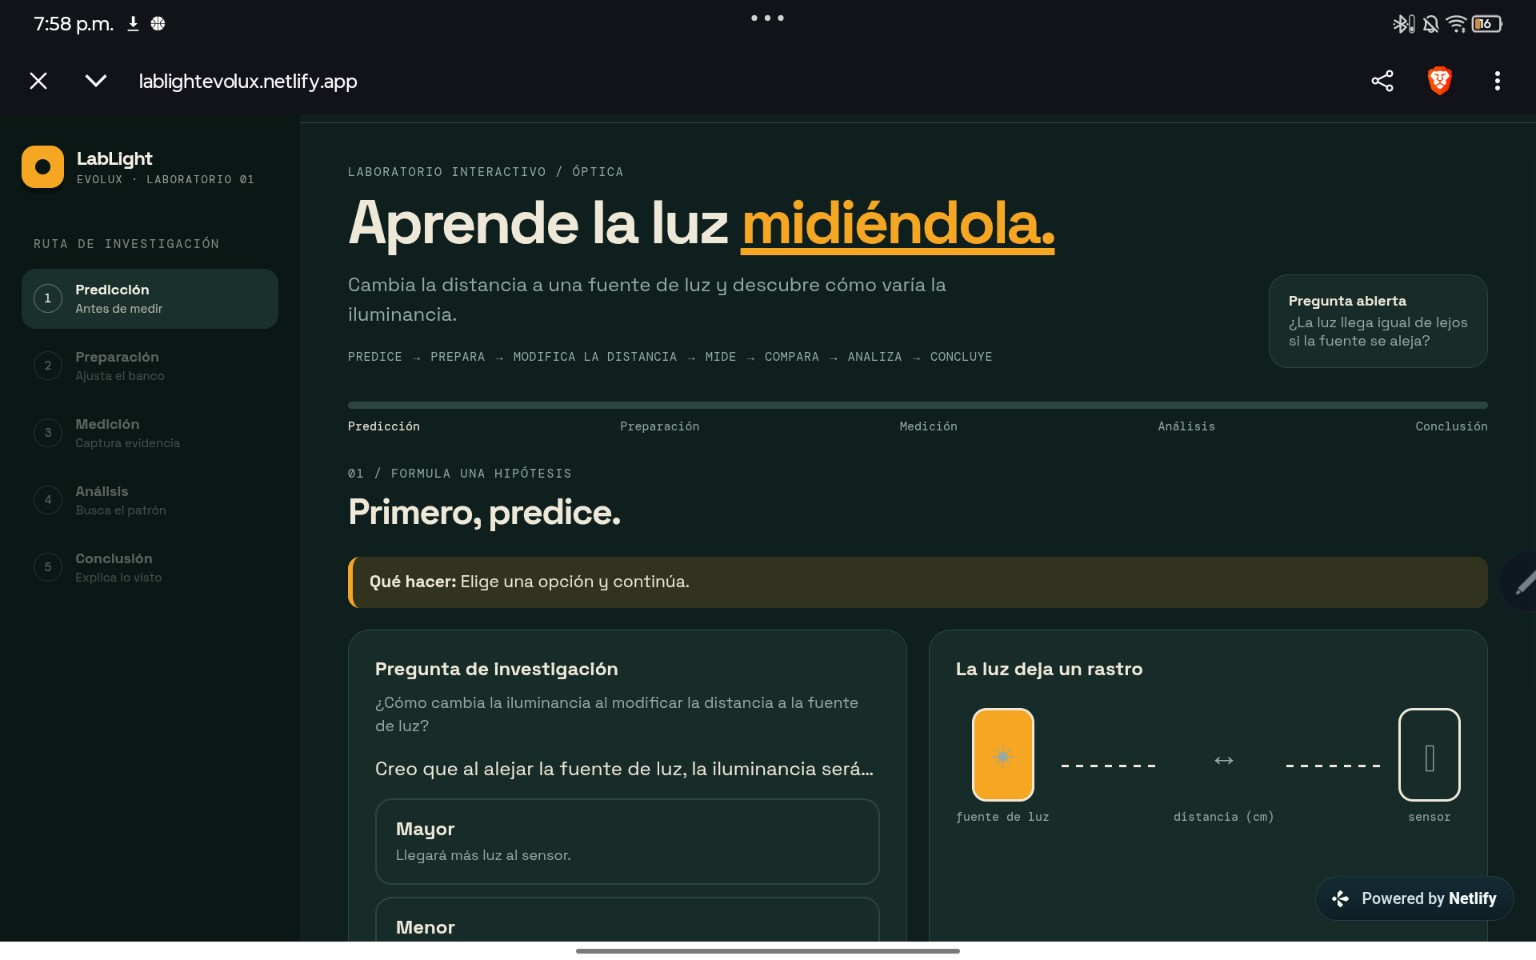 7:58 p.m.
16
lablightevolux.netlify.app
LabLight
EVOLUX · LABORATORIO 01
RUTA DE INVESTIGACIÓN
1
Predicción
Antes de medir
2
Preparación
Ajusta el banco
3
Medición
Captura evidencia
4
Análisis
Busca el patrón
5
Conclusión
Explica lo visto
LABORATORIO INTERACTIVO / ÓPTICA
Aprende la luz midiéndola.
Cambia la distancia a una fuente de luz y descubre cómo varía la
iluminancia.
PREDICE → PREPARA → MODIFICA LA DISTANCIA → MIDE → COMPARA → ANALIZA → CONCLUYE
Pregunta abierta
¿La luz llega igual de lejos
si la fuente se aleja?
Predicción Preparación Medición Análisis Conclusión
01 / FORMULA UNA HIPÓTESIS
Primero, predice.
Qué hacer: Elige una opción y continúa.
Pregunta de investigación
¿Cómo cambia la iluminancia al modificar la distancia a la fuente
de luz?
Creo que al alejar la fuente de luz, la iluminancia será...
Mayor
Llegará más luz al sensor.
Menor
La luz deja un rastro
↔
fuente de luz distancia (cm) sensor
Powered by Netlify